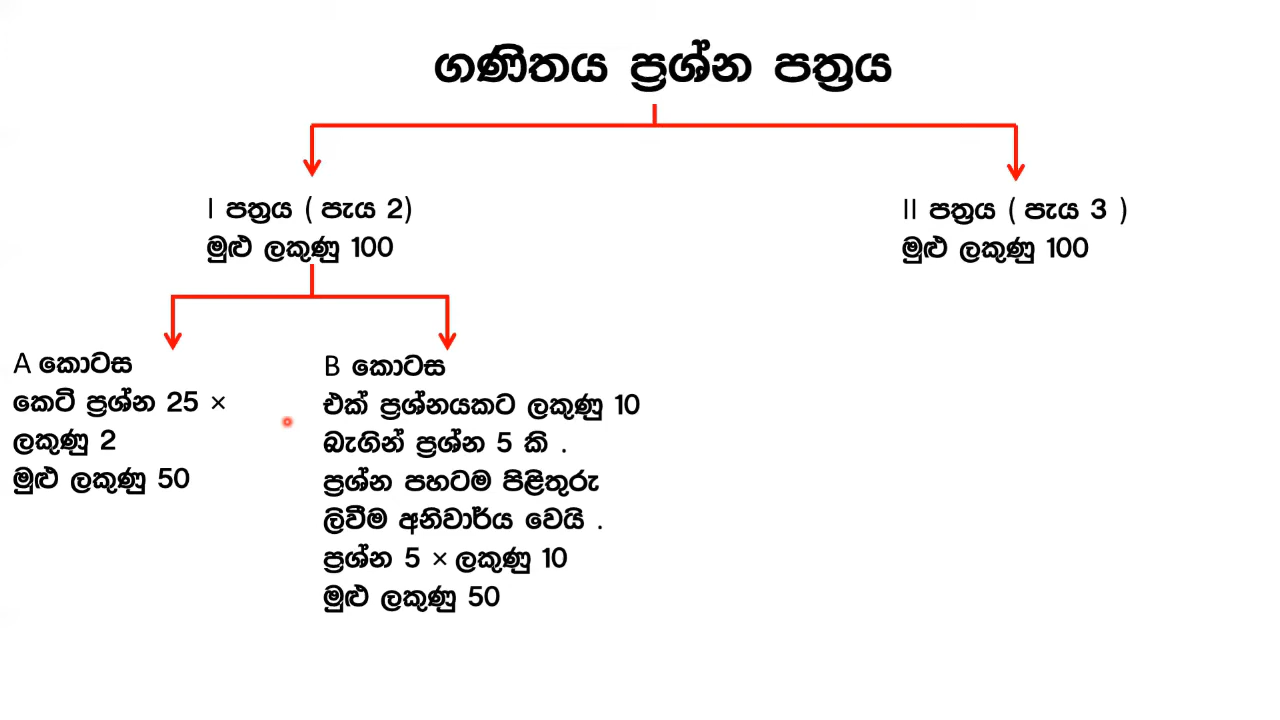 ගණිතය ප්‍රශ්න පත්‍රය
I පත්‍රය ( පැය 2)
මුළු ලකුණු 100
II පත්‍රය ( පැය 3 )
මුළු ලකුණු 100
A කොටස
කෙටි ප්‍රශ්න 25 ×
ලකුණු 2
මුළු ලකුණු 50
B කොටස
එක් ප්‍රශ්නයකට ලකුණු 10
බැගින් ප්‍රශ්න 5 කි .
ප්‍රශ්න පහටම පිළිතුරු
ලිවීම අනිවාර්ය වෙයි .
ප්‍රශ්න 5 × ලකුණු 10
මුළු ලකුණු 50